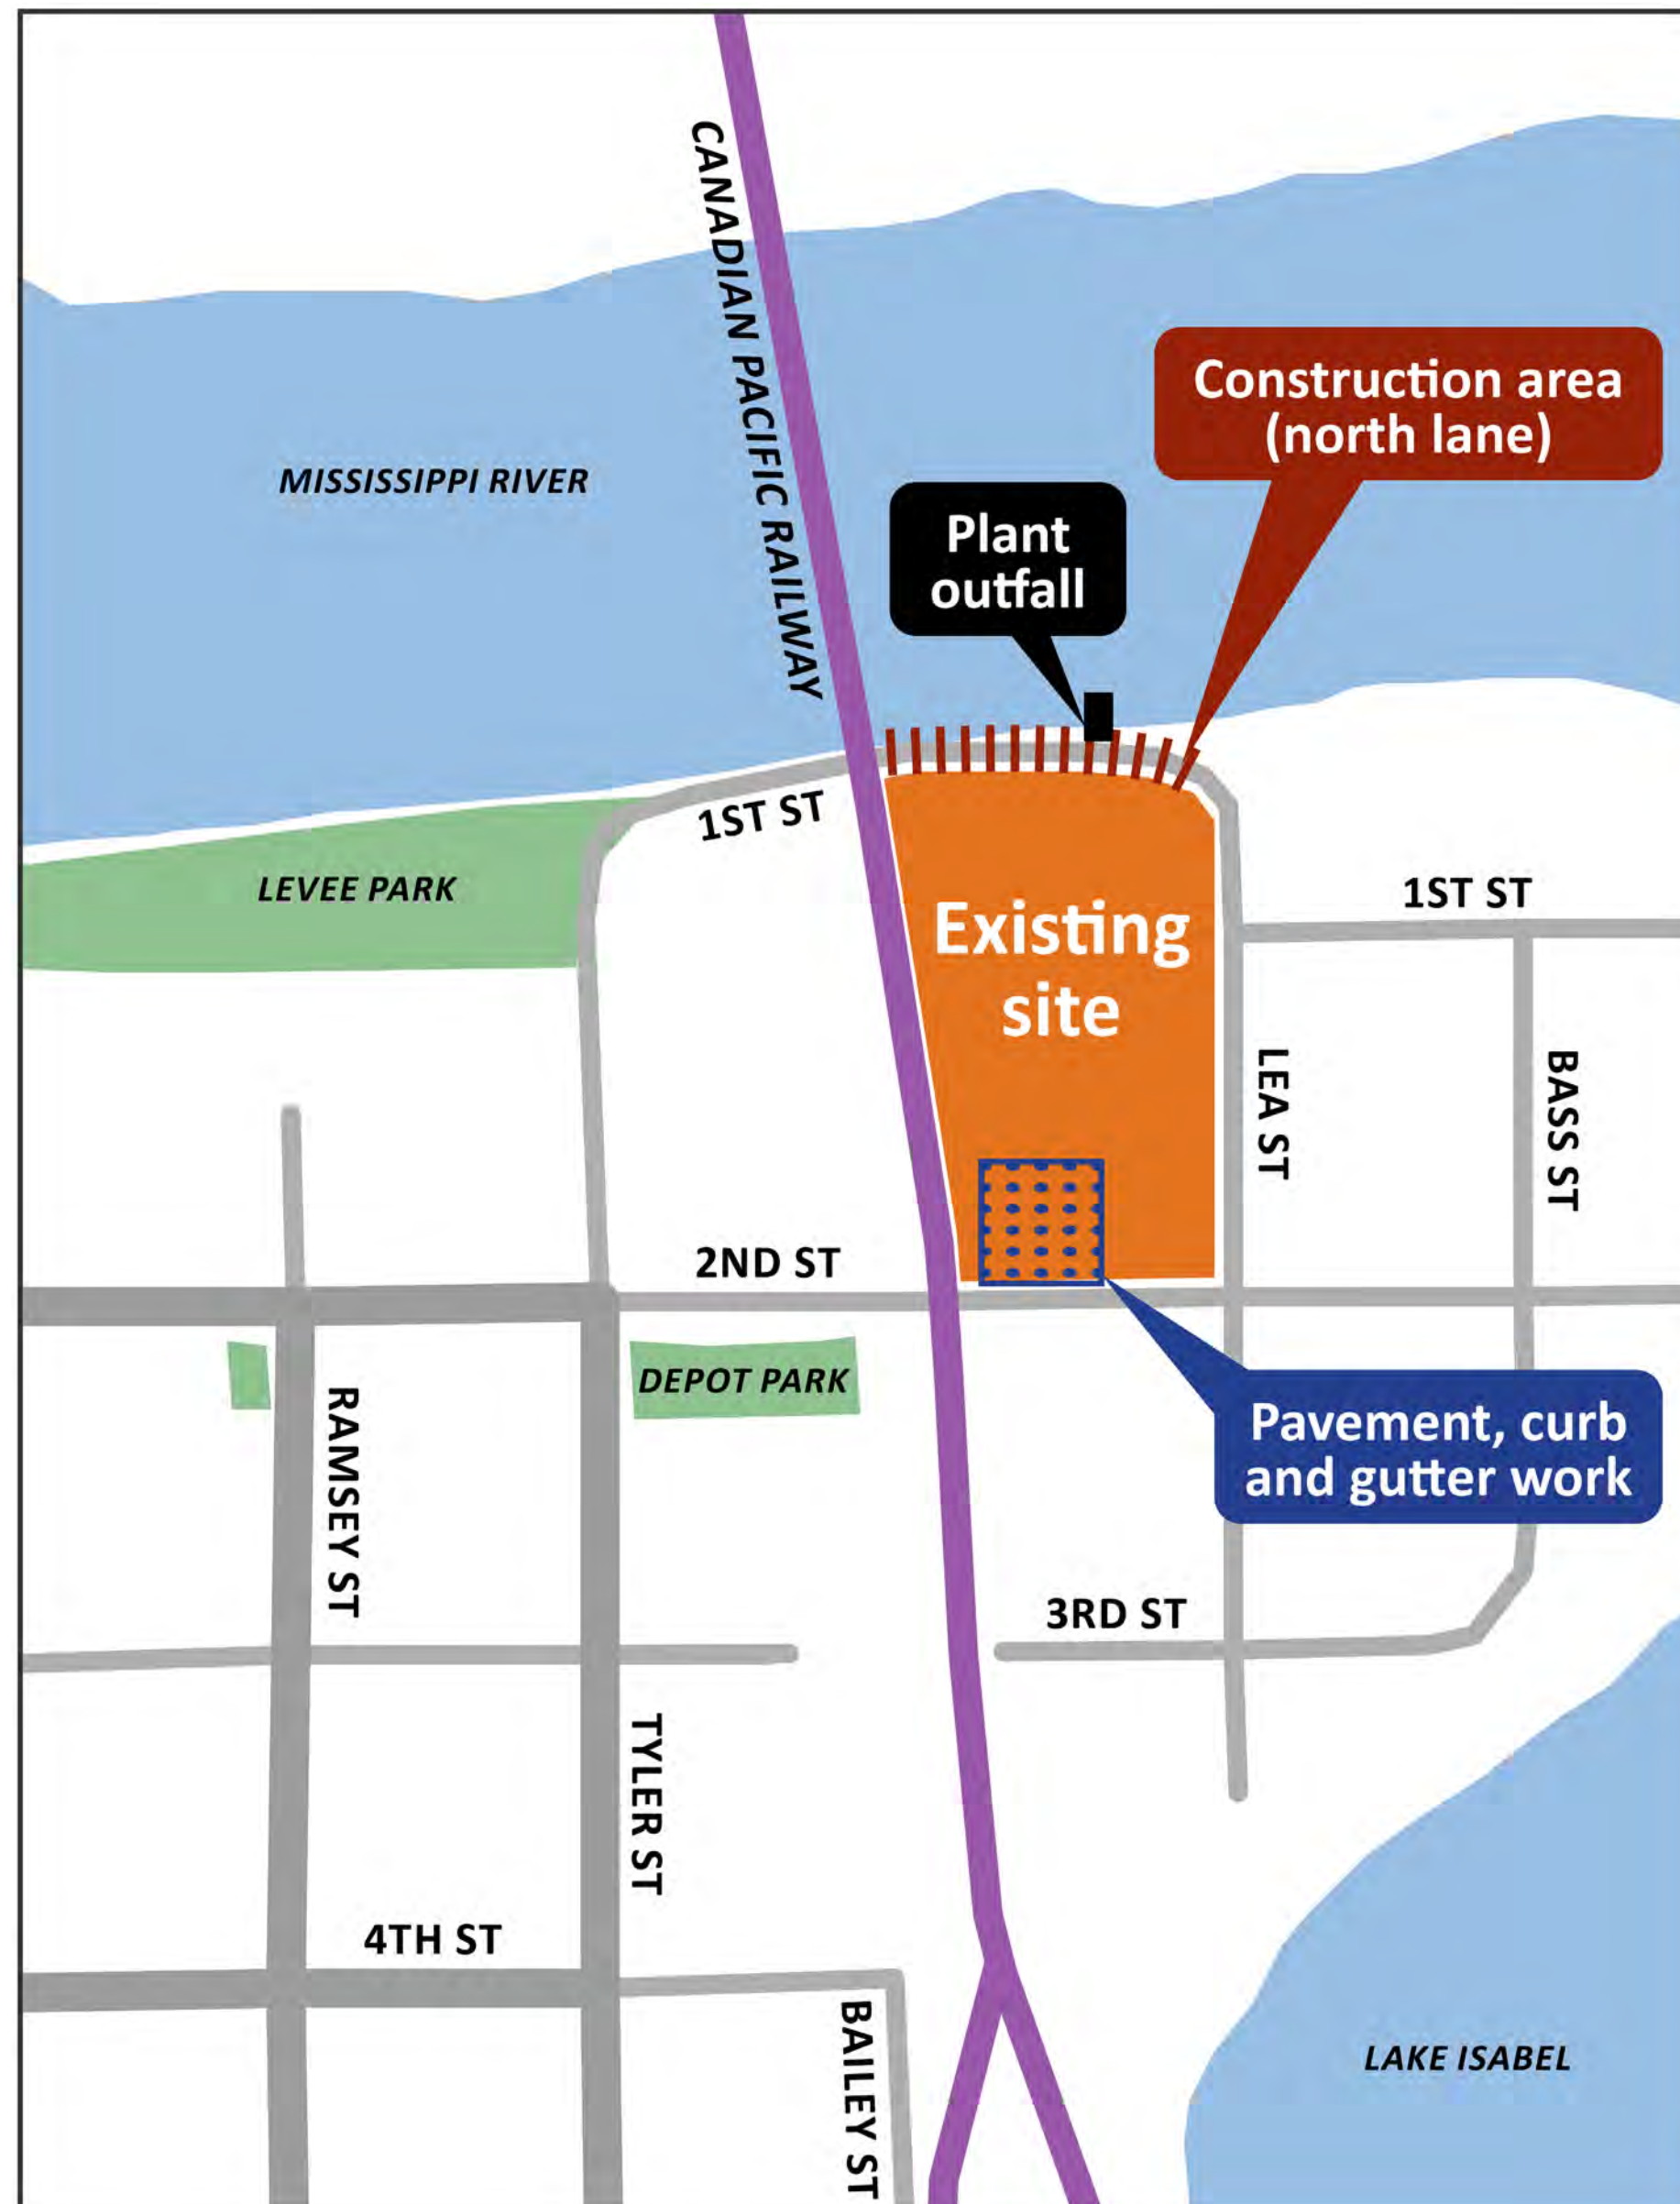 CANADIAN PACIFIC RAILWAY
Construction area
(north lane)
MISSISSIPPI RIVER
Plant
outfall
1ST ST
LEVEE PARK
1ST ST
Existing
site
LEA ST
BASS ST
2ND ST
DEPOT PARK
RAMSEY ST
Pavement, curb
and gutter work
3RD ST
TYLER ST
4TH ST
BAILEY ST
LAKE ISABEL